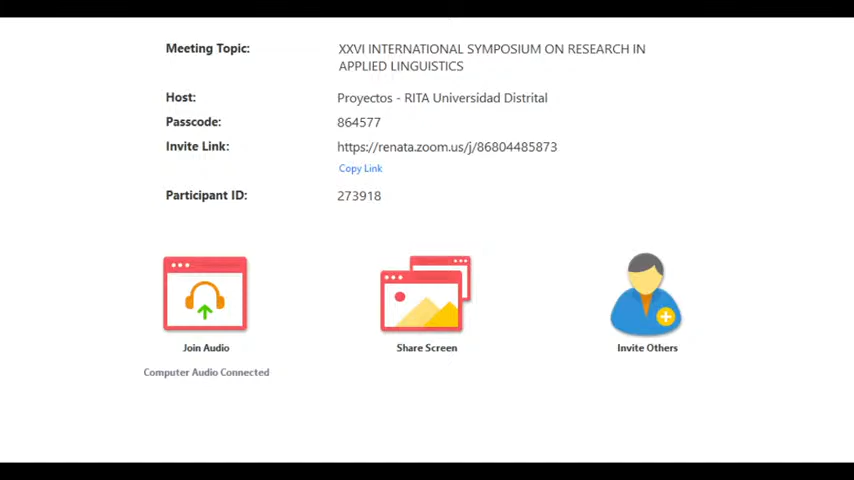 Meeting Topic: XXVI INTERNATIONAL SYMPOSIUM ON RESEARCH IN
APPLIED LINGUISTICS
Host: Proyectos - RITA Universidad Distrital
Passcode: 864577
Invite Link: https://renata.zoom.us/j/86804485873
Copy Link
Participant ID: 273918
Join Audio Share Screen Invite Others
Computer Audio Connected